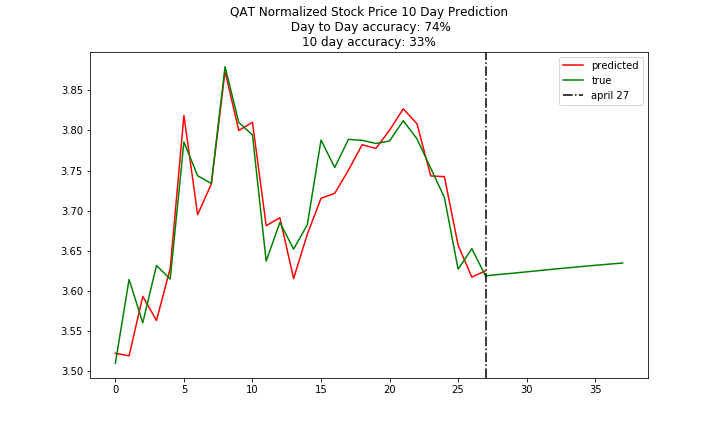 QAT Normalized Stock Price 10 Day Prediction
Day to Day accuracy: 74%
10 day accuracy: 33%
predicted
true
april 27
3.85
3.80
3.75
3.70
3.65
3.60
3.55
3.50
0 5 10 15 20 25 30 35